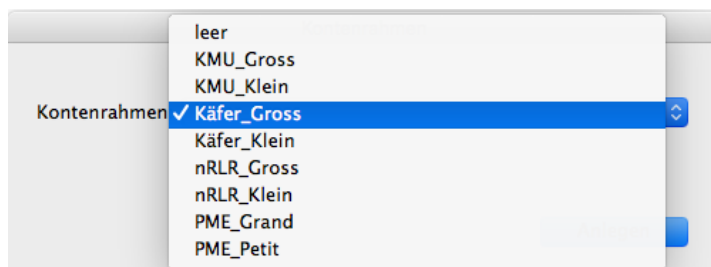 leer
KMU_Gross
KMU_Klein
Kontenrahmen ✓ Käfer_Gross
Käfer_Klein
nRLR_Gross
nRLR_Klein
PME_Grand
PME_Petit